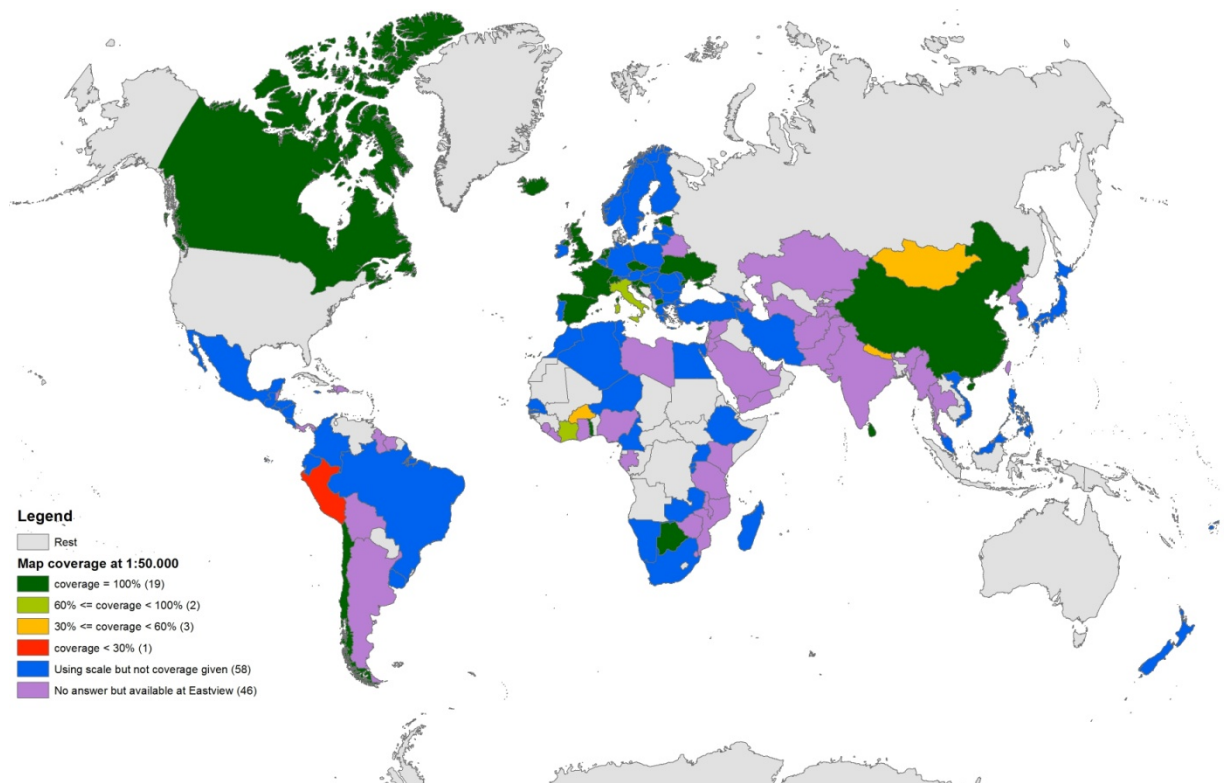 Legend
Rest
Map coverage at 1:50.000
coverage = 100% (19)
60% <= coverage < 100% (2)
30% <= coverage < 60% (3)
coverage < 30% (1)
Using scale but not coverage given (58)
No answer but available at Eastview (46)